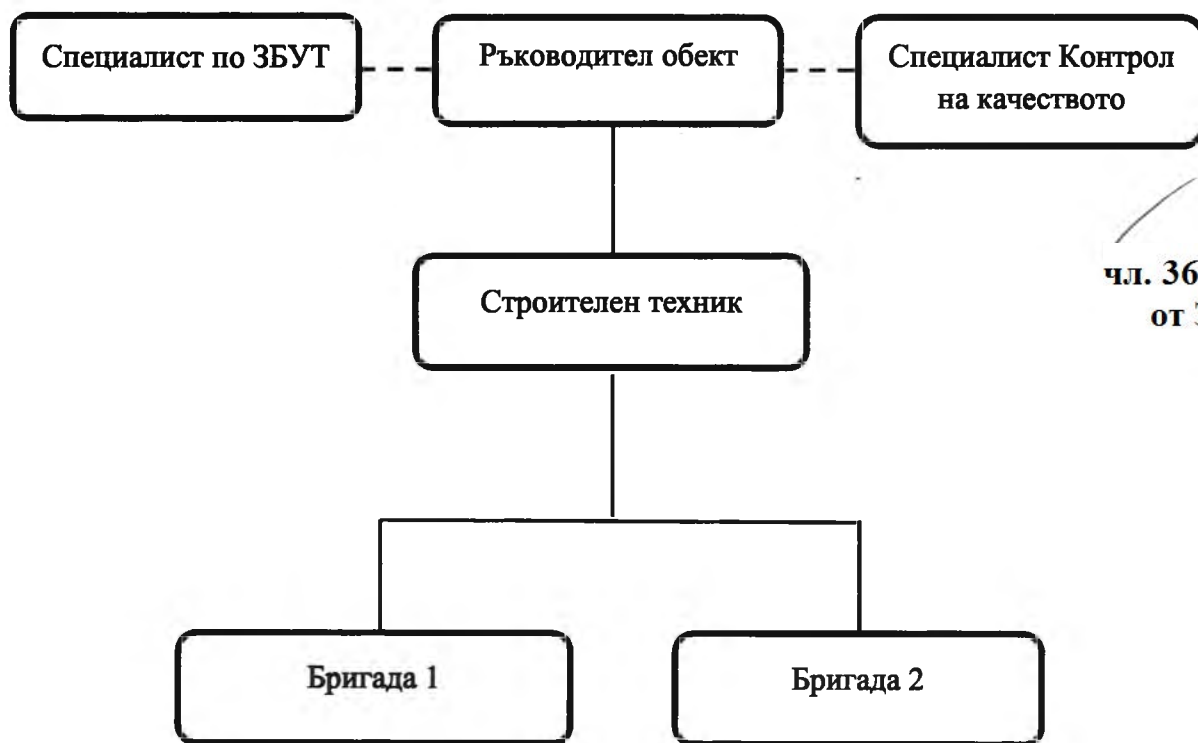 Специалист по ЗБУТ
Ръководител обект
Специалист Контрол
на качеството
чл. 36
от
Строителен техник
Бригада 1
Бригада 2